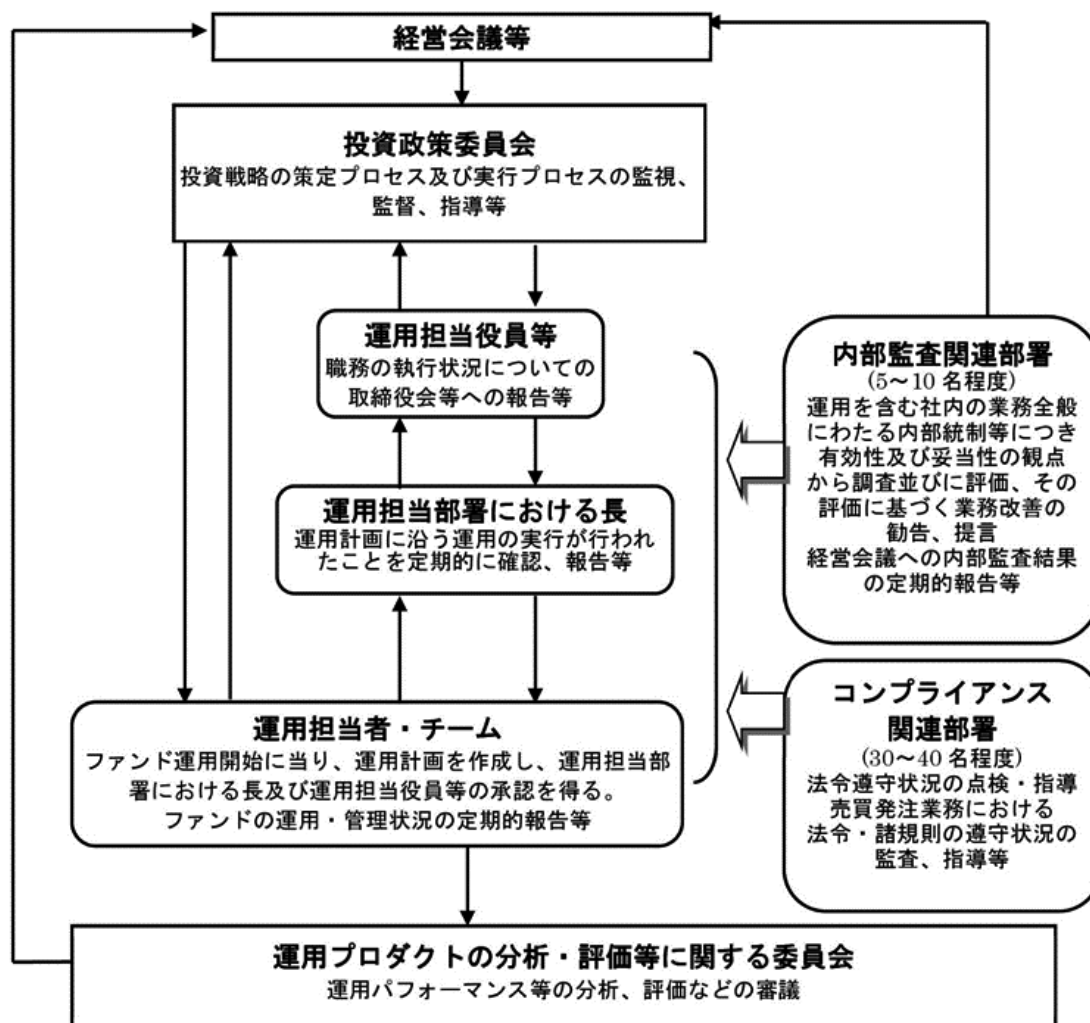 経営会議等
投資政策委員会
投資戦略の策定プロセス及び実行プロセスの監視、
監督、指導等
運用担当役員等
職務の執行状況についての
取締役会等への報告等
運用担当部署における長
運用計画に沿う運用の実行が行われ
たことを定期的に確認、報告等
運用担当者・チーム
ファンド運用開始に当り、運用計画を作成し、運用担当部
署における長及び運用担当役員等の承認を得る。
ファンドの運用・管理状況の定期的報告等
内部監査関連部署
(5～10 名程度)
運用を含む社内の業務全般
にわたる内部統制等につき
有効性及び妥当性の観点
から調査並びに評価、その
評価に基づく業務改善の
勧告、提言
経営会議への内部監査結果
の定期的報告等
コンプライアンス
関連部署
(30～40 名程度)
法令遵守状況の点検・指導
売買発注業務における
法令・諸規則の遵守状況の
監査、指導等
運用プロダクトの分析・評価等に関する委員会
運用パフォーマンス等の分析、評価などの審議